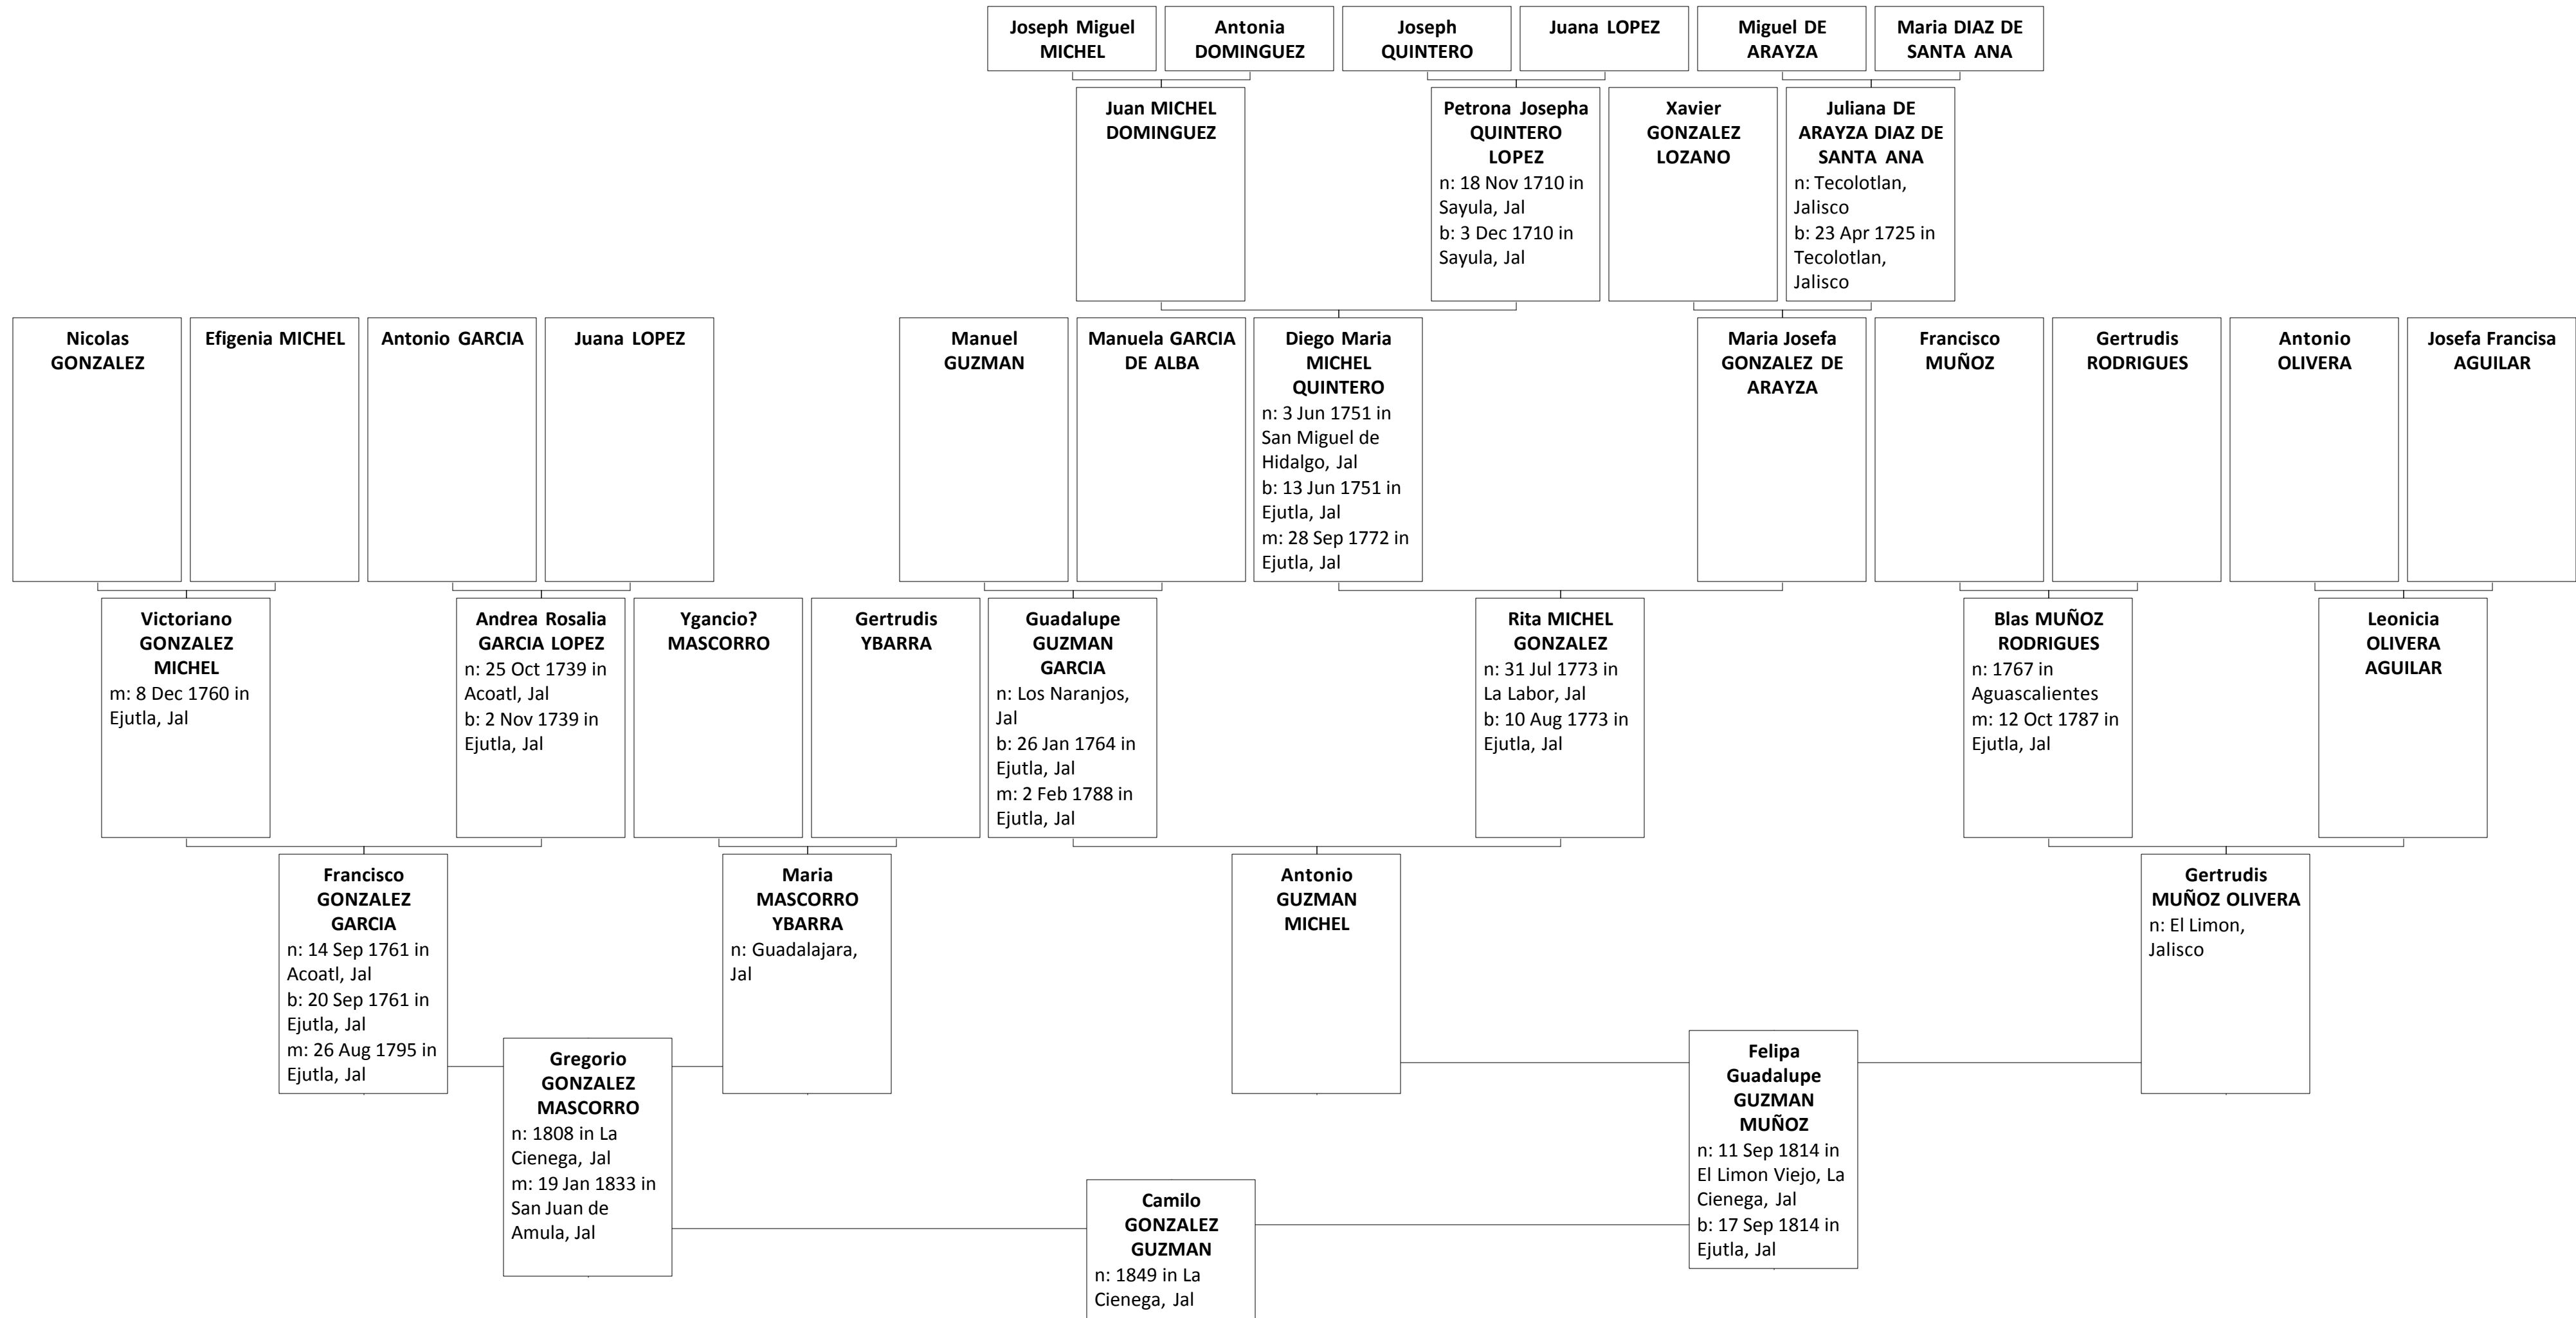 Joseph Miguel
MICHEL
Antonia
DOMINGUEZ
Joseph
QUINTERO
Juana LOPEZ
Miguel DE
ARAYZA
Maria DIAZ DE
SANTA ANA
Juan MICHEL
DOMINGUEZ
Petrona Josepha
QUINTERO
LOPEZ
n: 18 Nov 1710 in
Sayula, Jal
b: 3 Dec 1710 in
Sayula, Jal
Xavier
GONZALEZ
LOZANO
Juliana DE
ARAYZA DIAZ DE
SANTA ANA
n: Tecolotlan,
Jalisco
b: 23 Apr 1725 in
Tecolotlan,
Jalisco
Nicolas
GONZALEZ
Efigenia MICHEL
Antonio GARCIA
Juana LOPEZ
Manuel
GUZMAN
Manuela GARCIA
DE ALBA
Diego Maria
MICHEL
QUINTERO
n: 3 Jun 1751 in
San Miguel de
Hidalgo, Jal
b: 13 Jun 1751 in
Ejutla, Jal
m: 28 Sep 1772 in
Ejutla, Jal
Maria Josefa
GONZALEZ DE
ARAYZA
Francisco
MUÑOZ
Gertrudis
RODRIGUES
Antonio
OLIVERA
Josefa Francisa
AGUILAR
Victoriano
GONZALEZ
MICHEL
m: 8 Dec 1760 in
Ejutla, Jal
Andrea Rosalia
GARCIA LOPEZ
n: 25 Oct 1739 in
Acoatl, Jal
b: 2 Nov 1739 in
Ejutla, Jal
Ygancio?
MASCORRO
Gertrudis
YBARRA
Guadalupe
GUZMAN
GARCIA
n: Los Naranjos,
Jal
b: 26 Jan 1764 in
Ejutla, Jal
m: 2 Feb 1788 in
Ejutla, Jal
Rita MICHEL
GONZALEZ
n: 31 Jul 1773 in
La Labor, Jal
b: 10 Aug 1773 in
Ejutla, Jal
Blas MUÑOZ
RODRIGUES
n: 1767 in
Aguascalientes
m: 12 Oct 1787 in
Ejutla, Jal
Leonicia
OLIVERA
AGUILAR
Francisco
GONZALEZ
GARCIA
n: 14 Sep 1761 in
Acoatl, Jal
b: 20 Sep 1761 in
Ejutla, Jal
m: 26 Aug 1795 in
Ejutla, Jal
Maria
MASCORRO
YBARRA
n: Guadalajara,
Jal
Antonio
GUZMAN
MICHEL
Gertrudis
MUÑOZ OLIVERA
n: El Limon,
Jalisco
Gregorio
GONZALEZ
MASCORRO
n: 1808 in La
Cienega, Jal
m: 19 Jan 1833 in
San Juan de
Amula, Jal
Felipa
Guadalupe
GUZMAN
MUÑOZ
n: 11 Sep 1814 in
El Limon Viejo, La
Cienega, Jal
b: 17 Sep 1814 in
Ejutla, Jal
Camilo
GONZALEZ
GUZMAN
n: 1849 in La
Cienega, Jal